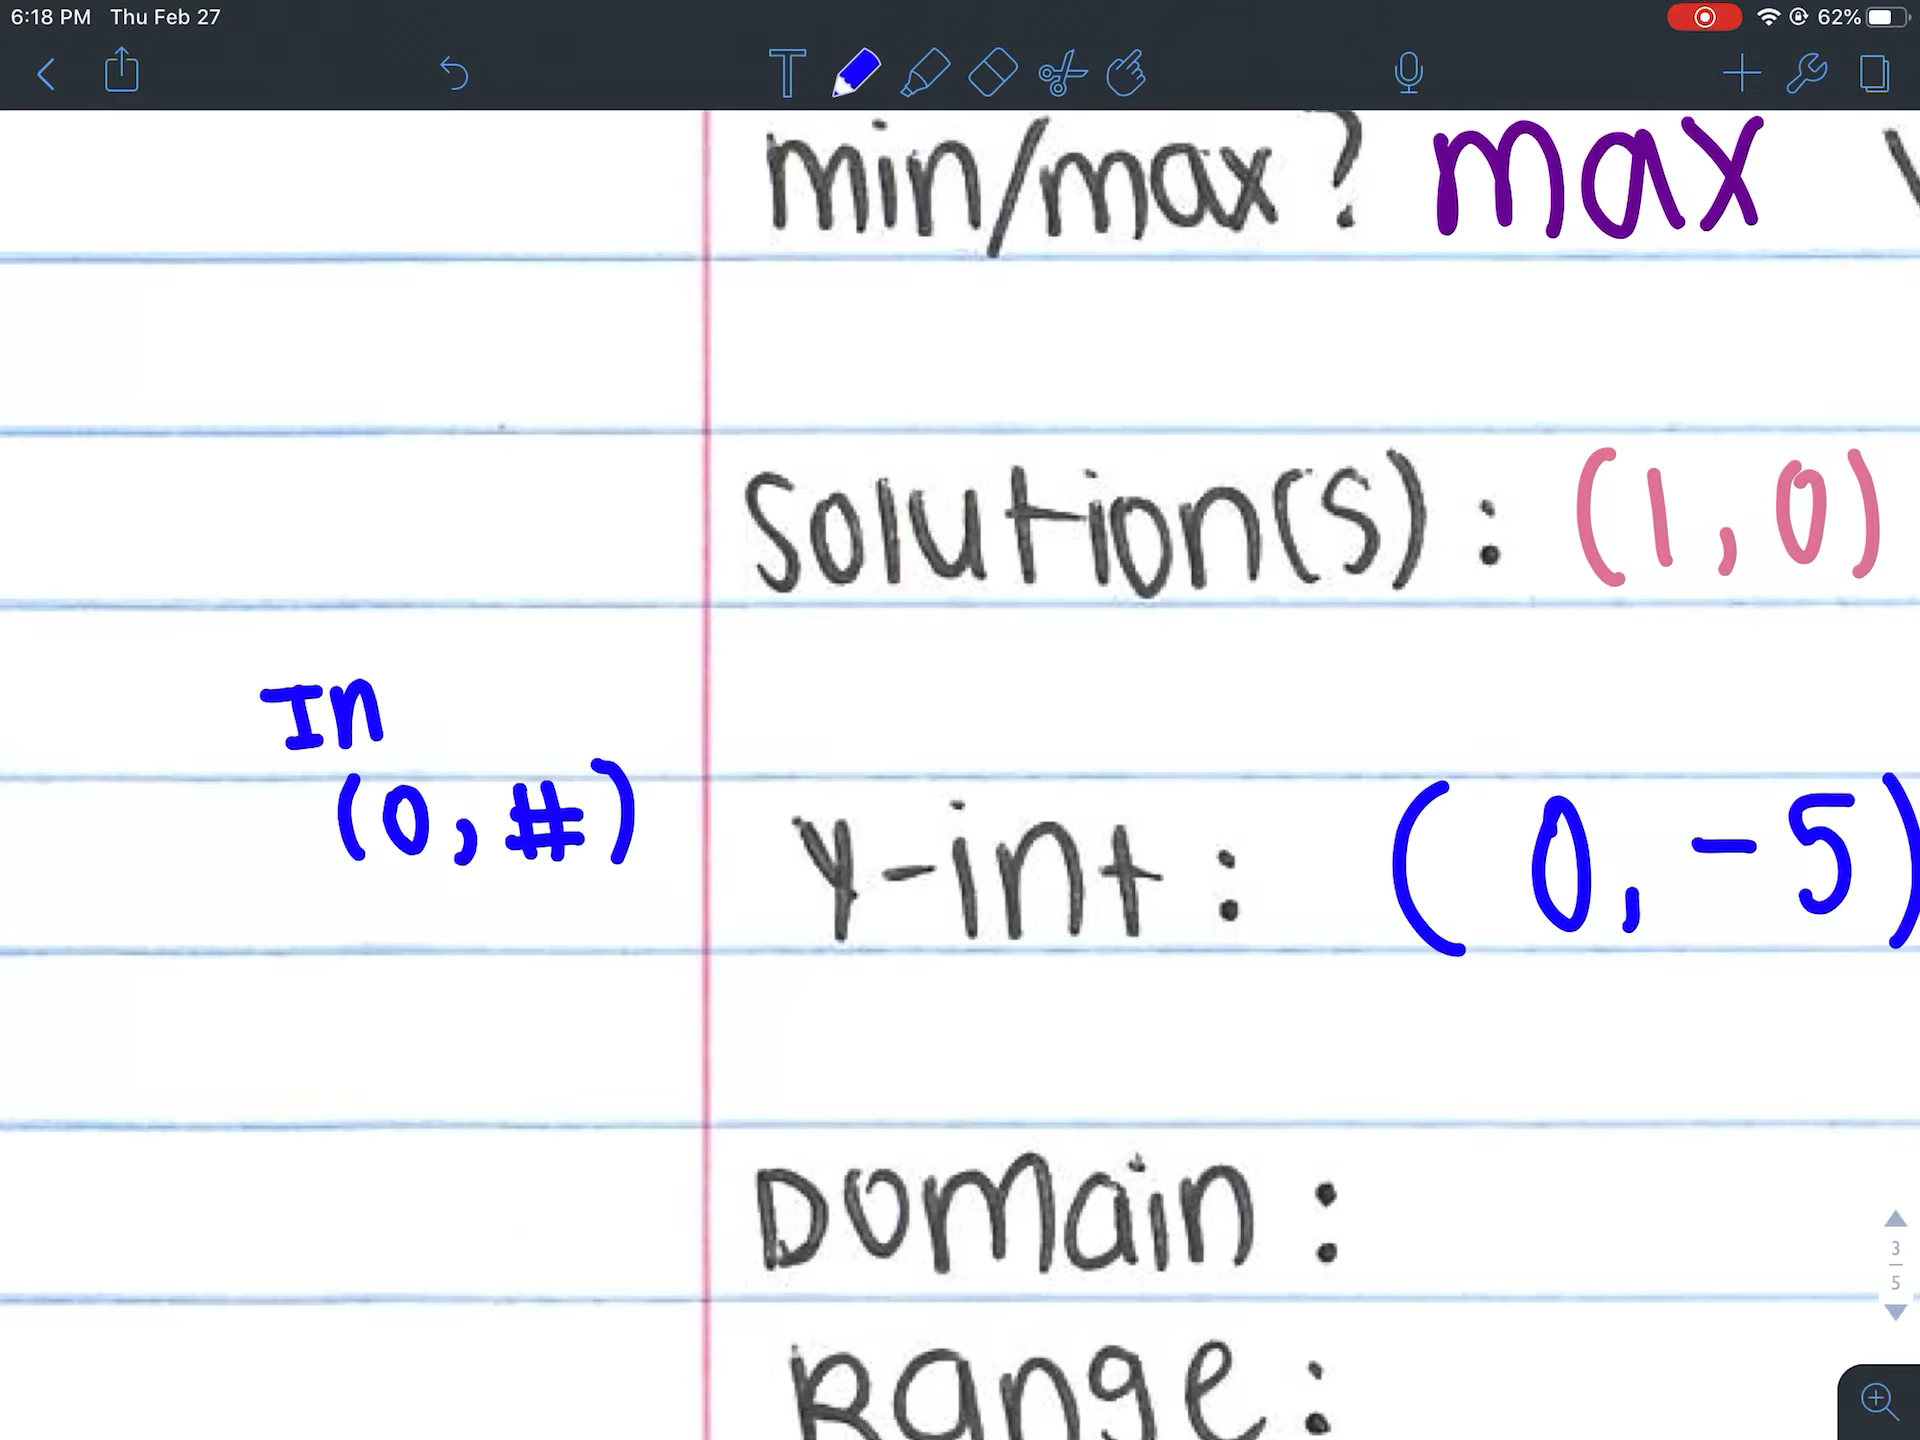 6:18 PM Thu Feb 27 62%
min/max? max
Solution(s): (1,0)
In
(0,#)
Y-int: (0,-5)
Domain:
Range:
3
5